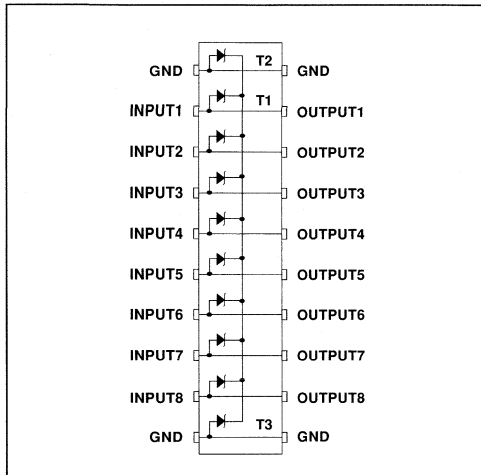 GND T2 GND
INPUT1 T1 OUTPUT1
INPUT2 OUTPUT2
INPUT3 OUTPUT3
INPUT4 OUTPUT4
INPUT5 OUTPUT5
INPUT6 OUTPUT6
INPUT7 OUTPUT7
INPUT8 OUTPUT8
GND T3 GND